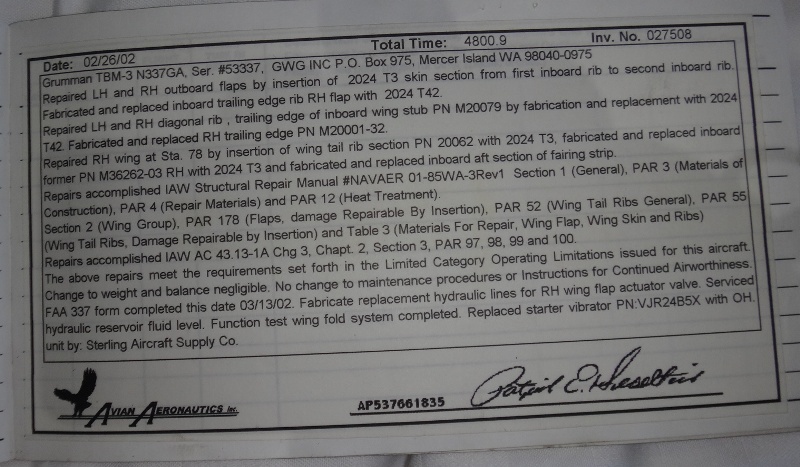 Date: 02/26/02 Total Time: 4800.9 Inv. No. 027508
Grumman TBM-3 N337GA, Ser. #53337, GWG INC P.O. Box 975, Mercer Island WA 98040-0975
Repaired LH and RH outboard flaps by insertion of 2024 T3 skin section from first inboard rib to second inboard rib.
Fabricated and replaced inboard trailing edge rib RH flap with 2024 T42.
Repaired LH and RH diagonal rib , trailing edge of inboard wing stub PN M20079 by fabrication and replacement with 2024
T42. Fabricated and replaced RH trailing edge PN M20001-32.
Repaired RH wing at Sta. 78 by insertion of wing tail rib section PN 20062 with 2024 T3, fabricated and replaced inboard
former PN M36262-03 RH with 2024 T3 and fabricated and replaced inboard aft section of fairing strip.
Repairs accomplished IAW Structural Repair Manual #NAVAER 01-85WA-3Rev1 Section 1 (General), PAR 3 (Materials of
Construction), PAR 4 (Repair Materials) and PAR 12 (Heat Treatment).
Section 2 (Wing Group), PAR 178 (Flaps, damage Repairable By Insertion), PAR 52 (Wing Tail Ribs General), PAR 55
(Wing Tail Ribs, Damage Repairable by Insertion) and Table 3 (Materials For Repair, Wing Flap, Wing Skin and Ribs)
Repairs accomplished IAW AC 43.13-1A Chg 3, Chapt. 2, Section 3, PAR 97, 98, 99 and 100.
The above repairs meet the requirements set forth in the Limited Category Operating Limitations issued for this aircraft.
Change to weight and balance negligible. No change to maintenance procedures or Instructions for Continued Airworthiness.
FAA 337 form completed this date 03/13/02. Fabricate replacement hydraulic lines for RH wing flap actuator valve. Serviced
hydraulic reservoir fluid level. Function test wing fold system completed. Replaced starter vibrator PN:VJR24B5X with OH.
unit by: Sterling Aircraft Supply Co.
AVIAN AERONAUTICS INC. AP537661835